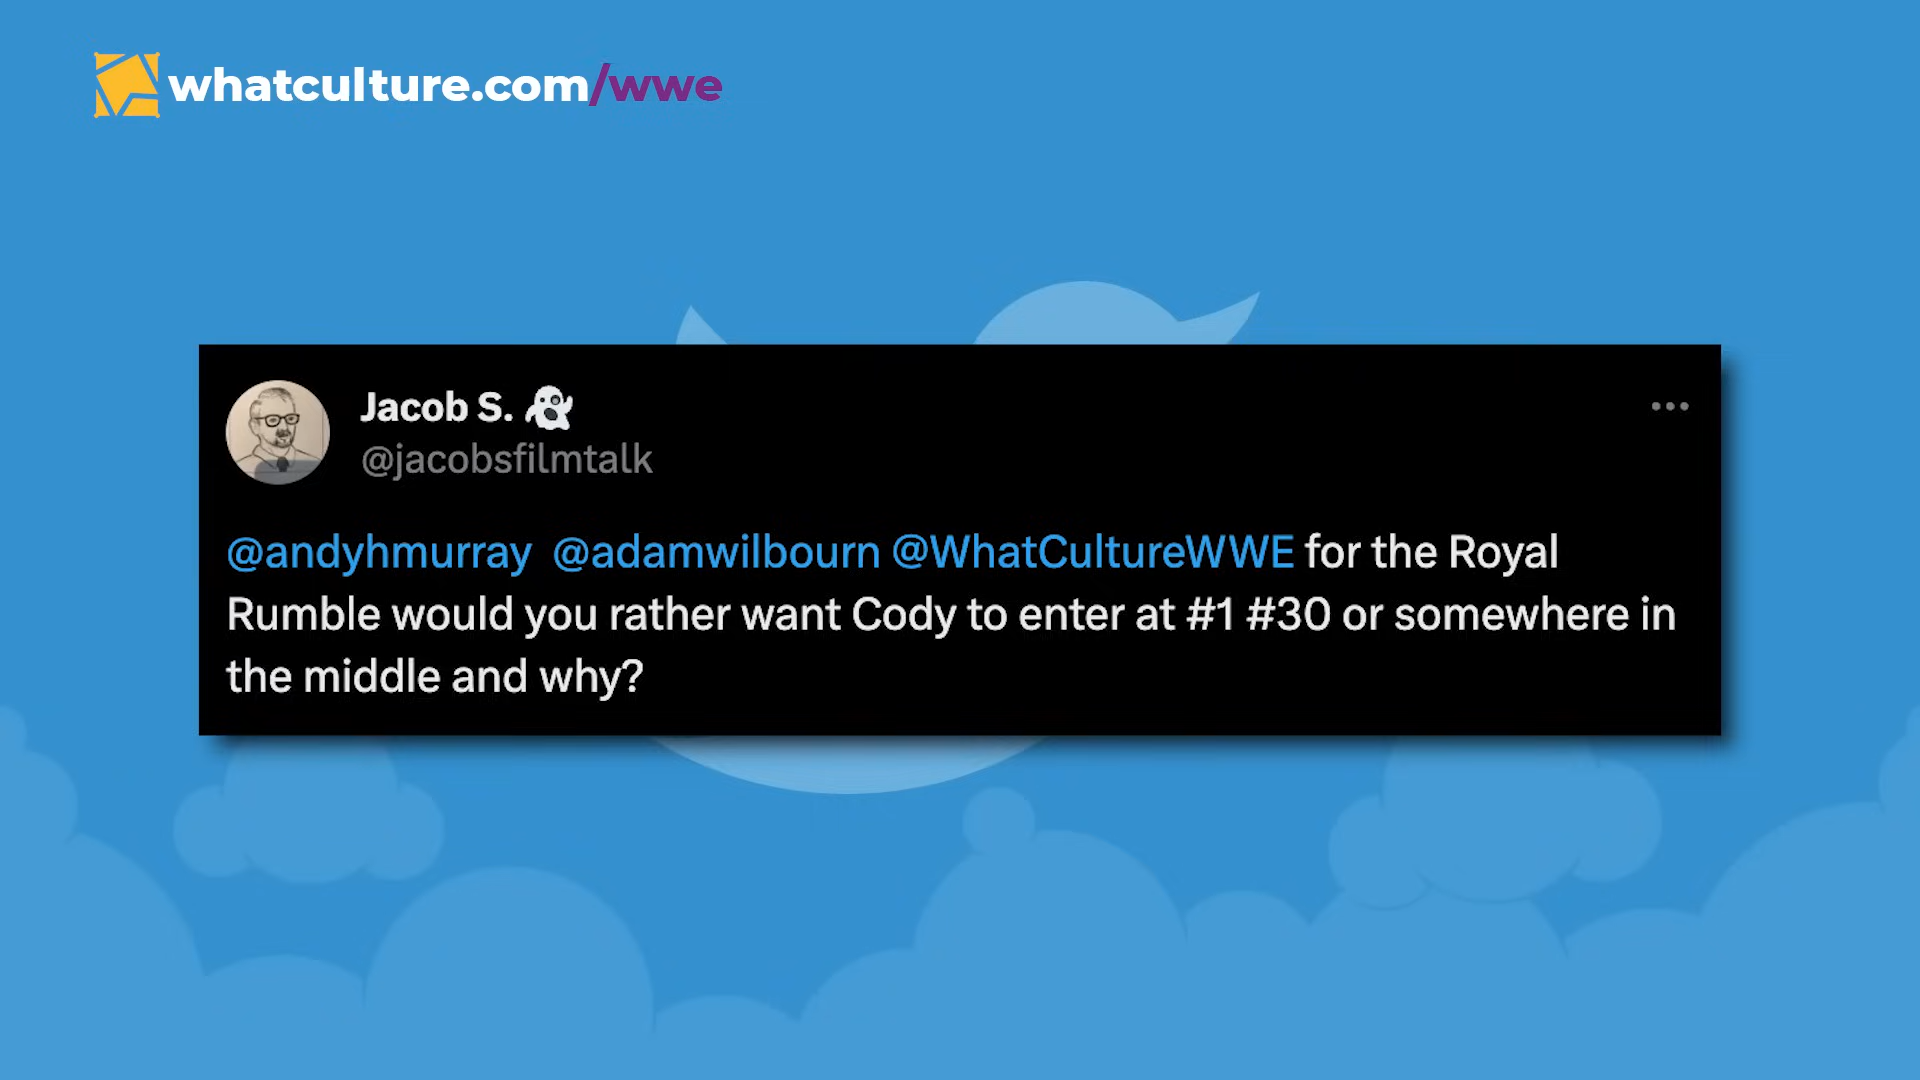 whatculture.com/wwe
Jacob S.
@jacobsfilmtalk
@andyhmurray @adamwilbourn @WhatCultureWWE for the Royal
Rumble would you rather want Cody to enter at #1 #30 or somewhere in
the middle and why?